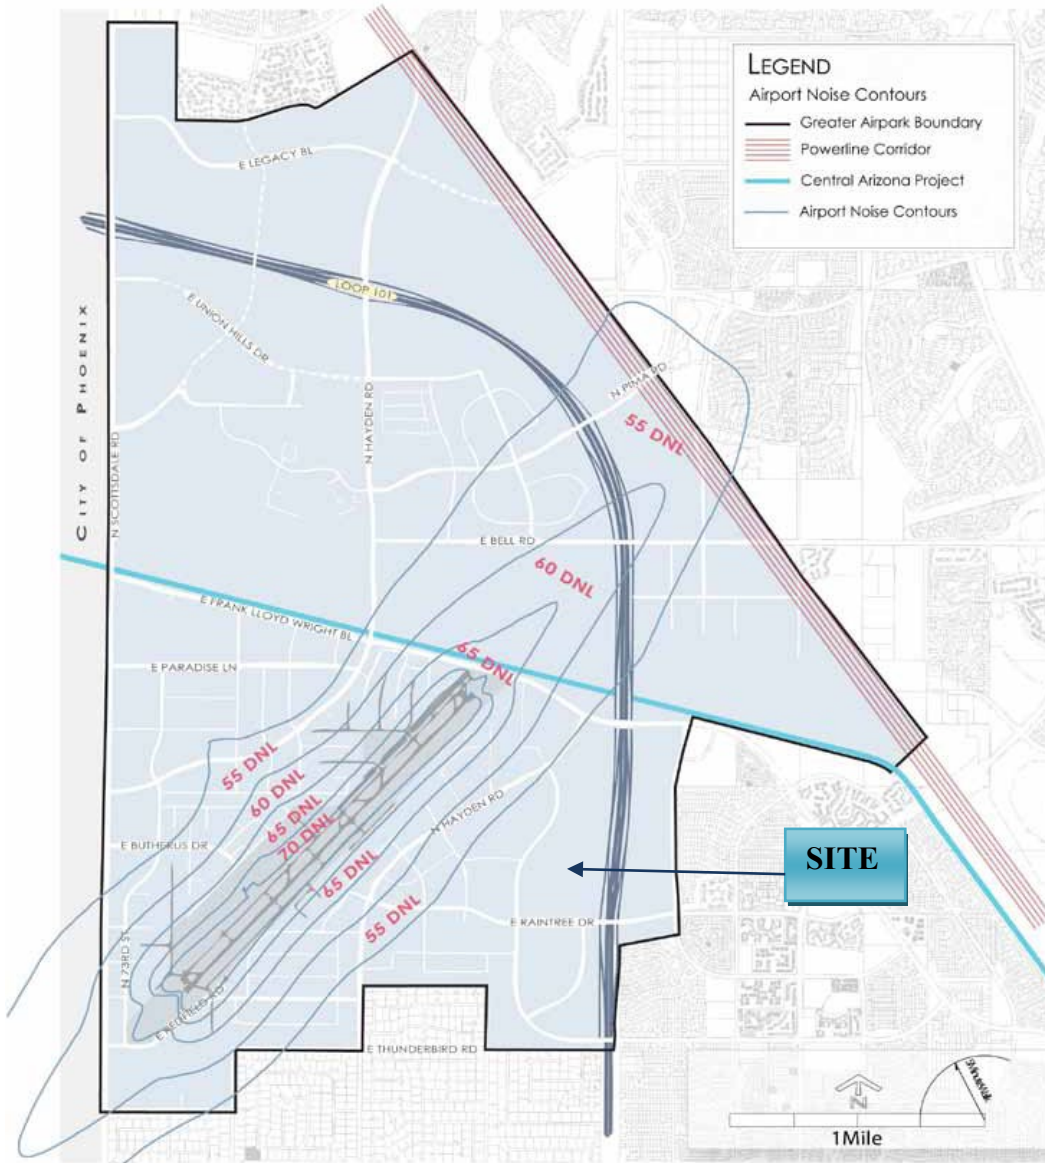 LEGEND
Airport Noise Contours
Greater Airpark Boundary
Powerline Corridor
Central Arizona Project
Airport Noise Contours
E LEGACY BL
LOOP 101
E UNION HILLS DR
CITY OF PHOENIX
N SCOTTSDALE RD
N HAYDEN RD
N PIMA RD
55 DNL
E BELL RD
60 DNL
E FRANK LLOYD WRIGHT BL
E PARADISE LN
65 DNL
55 DNL
60 DNL
65 DNL
70 DNL
N HAYDEN RD
E BUTHERUS DR
65 DNL
SITE
55 DNL
E RAINTREE DR
N 73RD ST
E REDFIELD RD
E THUNDERBIRD RD
N
1Mile